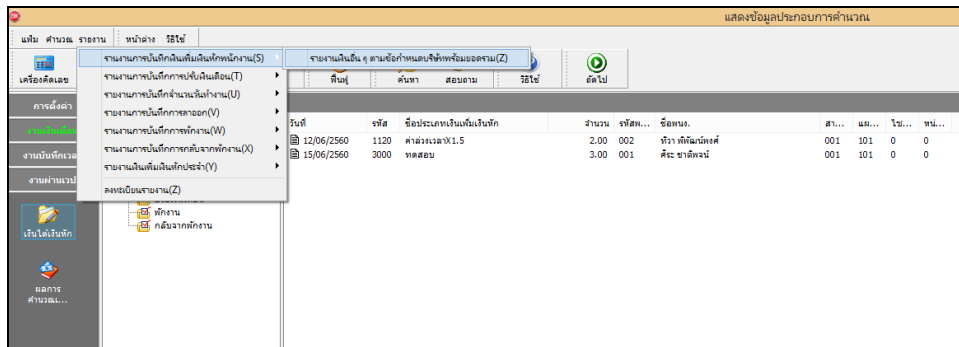 แสดงข้อมูลประกอบการคำนวณ
แฟ้ม คำนวณ รายงาน หน้าต่าง วิธีใช้
รายงานการบันทึกเงินเพิ่มเงินหักพนักงาน(S)
รายงานเงินอื่น ๆ ตามข้อกำหนดบริษัทพร้อมยอดรวม(Z)
รายงานการบันทึกการปรับเงินเดือน(T)
รายงานการบันทึกจำนวนวันทำงาน(U)
รายงานการบันทึกการลาออก(V)
รายงานการบันทึกการพักงาน(W)
รายงานการบันทึกการกลับจากพักงาน(X)
รายงานเงินเพิ่มเงินหักประจำ(Y)
ลงทะเบียนรายงาน(Z)
เครื่องคิดเลข ฟื้นฟู ค้นหา สอบถาม วิธีใช้ ถัดไป
การตั้งค่า
งานเงินเดือน
งานบันทึกเวล
งานผ่านเวป
เงินได้เงินหัก
ผลการ
คำนวณ...
พักงาน
กลับจากพักงาน
วันที่ รหัส ชื่อประเภทเงินเพิ่มเงินหัก จำนวน รหัสพ... ชื่อพนง. สา... แผ... ไซ... หน่...
12/06/2560 1120 ค่าล่วงเวลาX1.5 2.00 002 ทิวา พิพัฒน์พงศ์ 001 101 0 0
15/06/2560 3000 ทดสอบ 3.00 001 ศิระ ชาติพจน์ 001 101 0 0